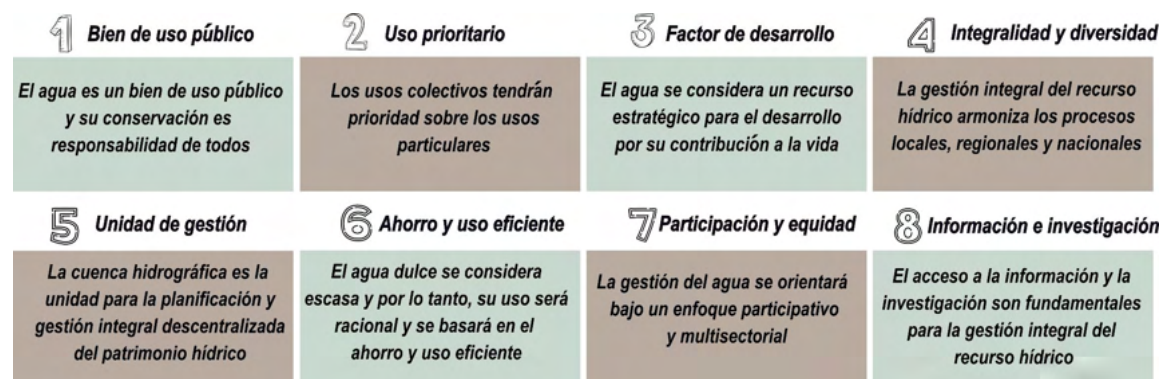 1 Bien de uso público
El agua es un bien de uso público
y su conservación es
responsabilidad de todos
2 Uso prioritario
Los usos colectivos tendrán
prioridad sobre los usos
particulares
3 Factor de desarrollo
El agua se considera un recurso
estratégico para el desarrollo
por su contribución a la vida
4 Integralidad y diversidad
La gestión integral del recurso
hídrico armoniza los procesos
locales, regionales y nacionales
5 Unidad de gestión
La cuenca hidrográfica es la
unidad para la planificación y
gestión integral descentralizada
del patrimonio hídrico
6 Ahorro y uso eficiente
El agua dulce se considera
escasa y por lo tanto, su uso será
racional y se basará en el
ahorro y uso eficiente
7 Participación y equidad
La gestión del agua se orientará
bajo un enfoque participativo
y multisectorial
8 Información e investigación
El acceso a la información y la
investigación son fundamentales
para la gestión integral del
recurso hídrico